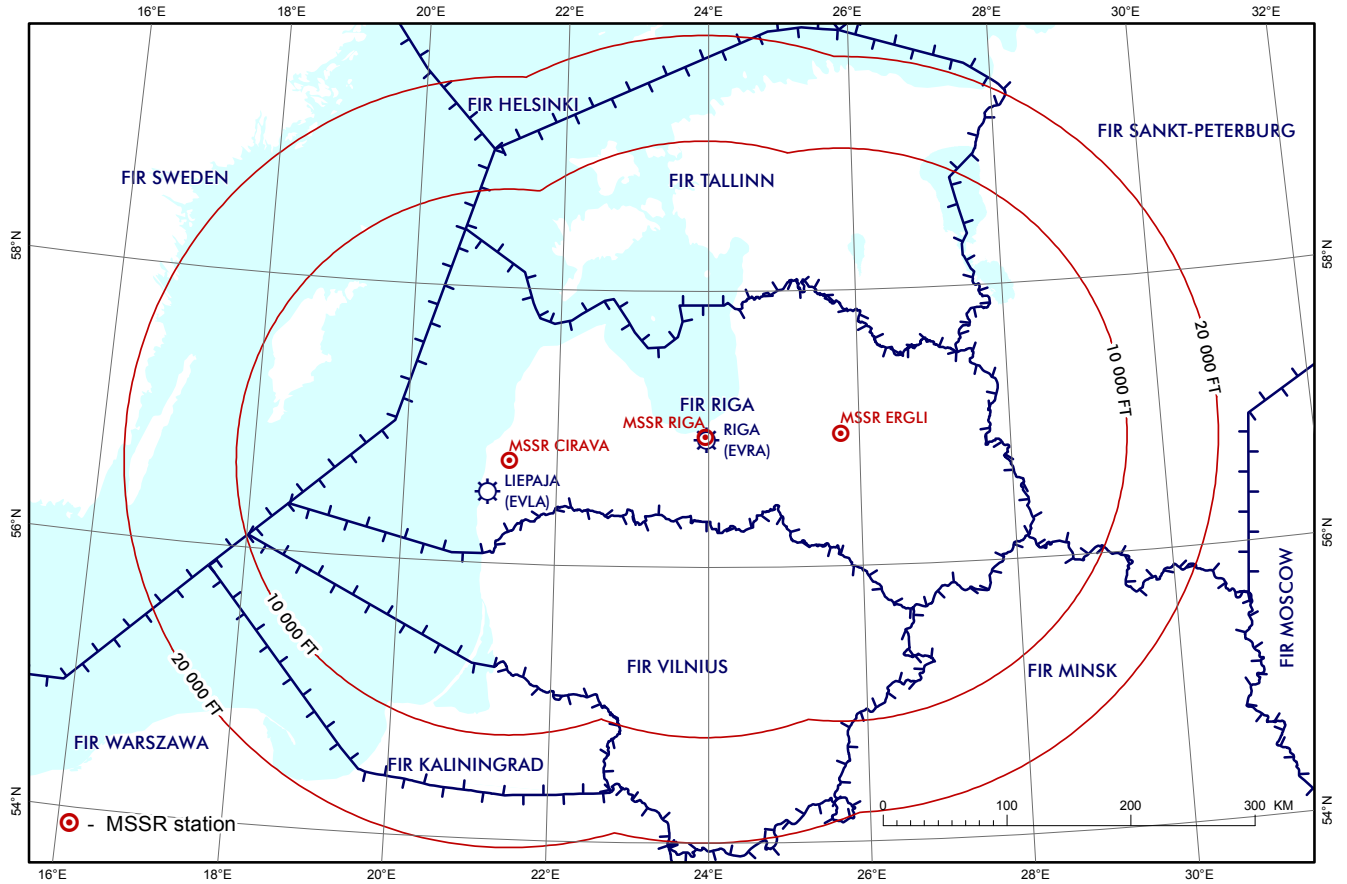 16°E 18°E 20°E 22°E 24°E 26°E 28°E 30°E 32°E
FIR HELSINKI
FIR SANKT-PETERBURG
FIR SWEDEN
FIR TALLINN
58°N
58°N
20 000 FT
10 000 FT
FIR RIGA
MSSR RIGA
RIGA
(EVRA)
MSSR ERGLI
MSSR CIRAVA
LIEPAJA
(EVLA)
56°N
56°N
FIR MOSCOW
10 000 FT
20 000 FT
FIR VILNIUS
FIR MINSK
FIR WARSZAWA
FIR KALININGRAD
54°N
54°N
0 100 200 300 KM
- MSSR station
16°E 18°E 20°E 22°E 24°E 26°E 28°E 30°E